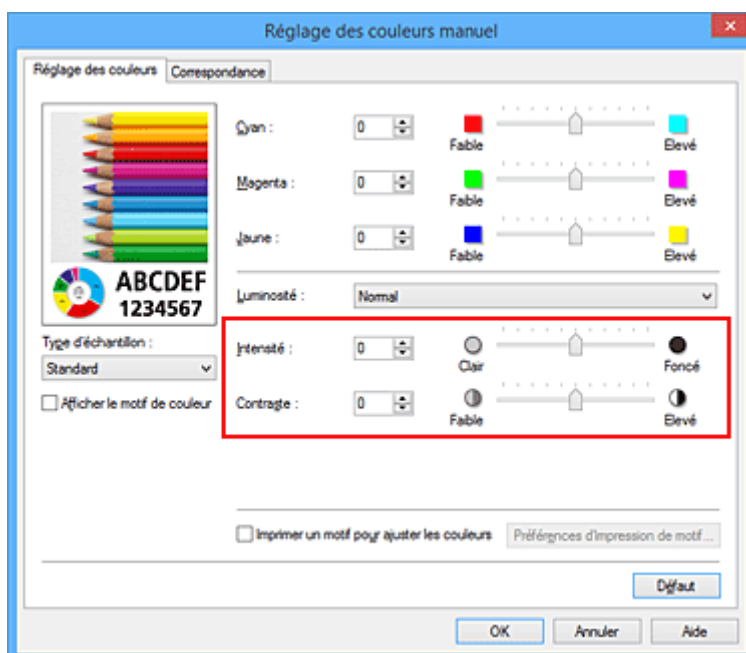 Réglage des couleurs manuel
Réglage des couleurs
Correspondance
ABCDEF
1234567
Type d'échantillon :
Standard
Afficher le motif de couleur
Cyan :
0
Fable
Elevé
Magenta :
0
Fable
Elevé
Jaune :
0
Fable
Elevé
Luminosité :
Normal
Intensité :
0
Clair
Foncé
Contraste :
0
Fable
Elevé
Imprimer un motif pour ajuster les couleurs
Préférences d'impression de motif...
Défaut
OK
Annuler
Aide